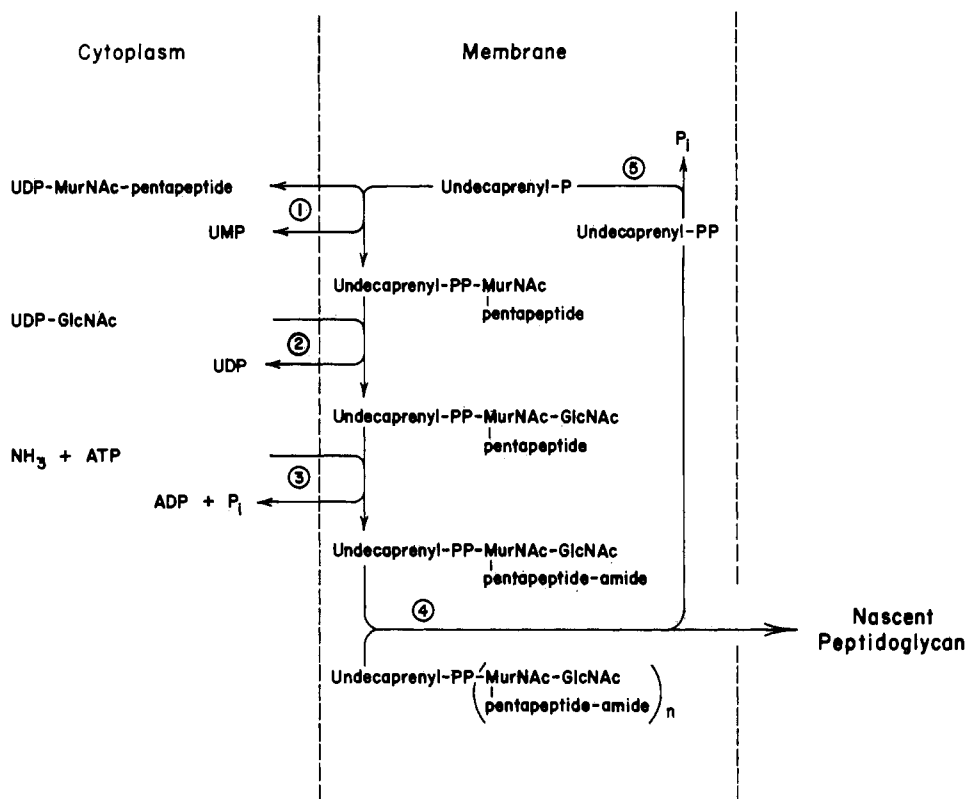 Cytoplasm
Membrane
Pi
5
UDP-MurNAc-pentapeptide
Undecaprenyl-P
1
UMP
Undecaprenyl-PP
Undecaprenyl-PP-MurNAc
pentapeptide
UDP-GlcNAc
2
UDP
Undecaprenyl-PP-MurNAc-GlcNAc
pentapeptide
NH3 + ATP
3
ADP + Pi
Undecaprenyl-PP-MurNAc-GlcNAc
pentapeptide-amide
4
Nascent
Peptidoglycan
Undecaprenyl-PP-(MurNAc-GlcNAc
pentapeptide-amide)n